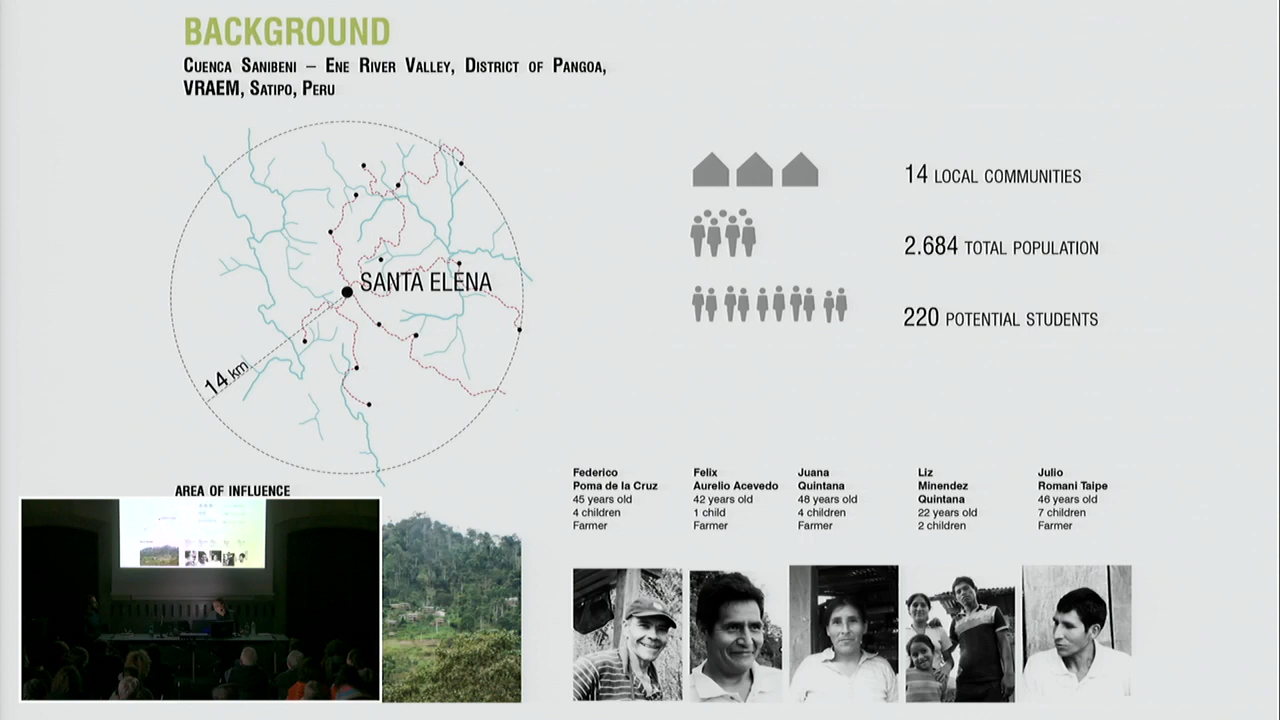 BACKGROUND
Cuenca Sanibeni – Ene River Valley, District of Pangoa,
VRAEM, Satipo, Peru
SANTA ELENA
14 km
AREA OF INFLUENCE
14 LOCAL COMMUNITIES
2.684 TOTAL POPULATION
220 POTENTIAL STUDENTS
Federico
Poma de la Cruz
45 years old
4 children
Farmer
Felix
Aurelio Acevedo
42 years old
1 child
Farmer
Juana
Quintana
48 years old
4 children
Farmer
Liz
Minendez
Quintana
22 years old
2 children
Julio
Romani Taipe
46 years old
7 children
Farmer